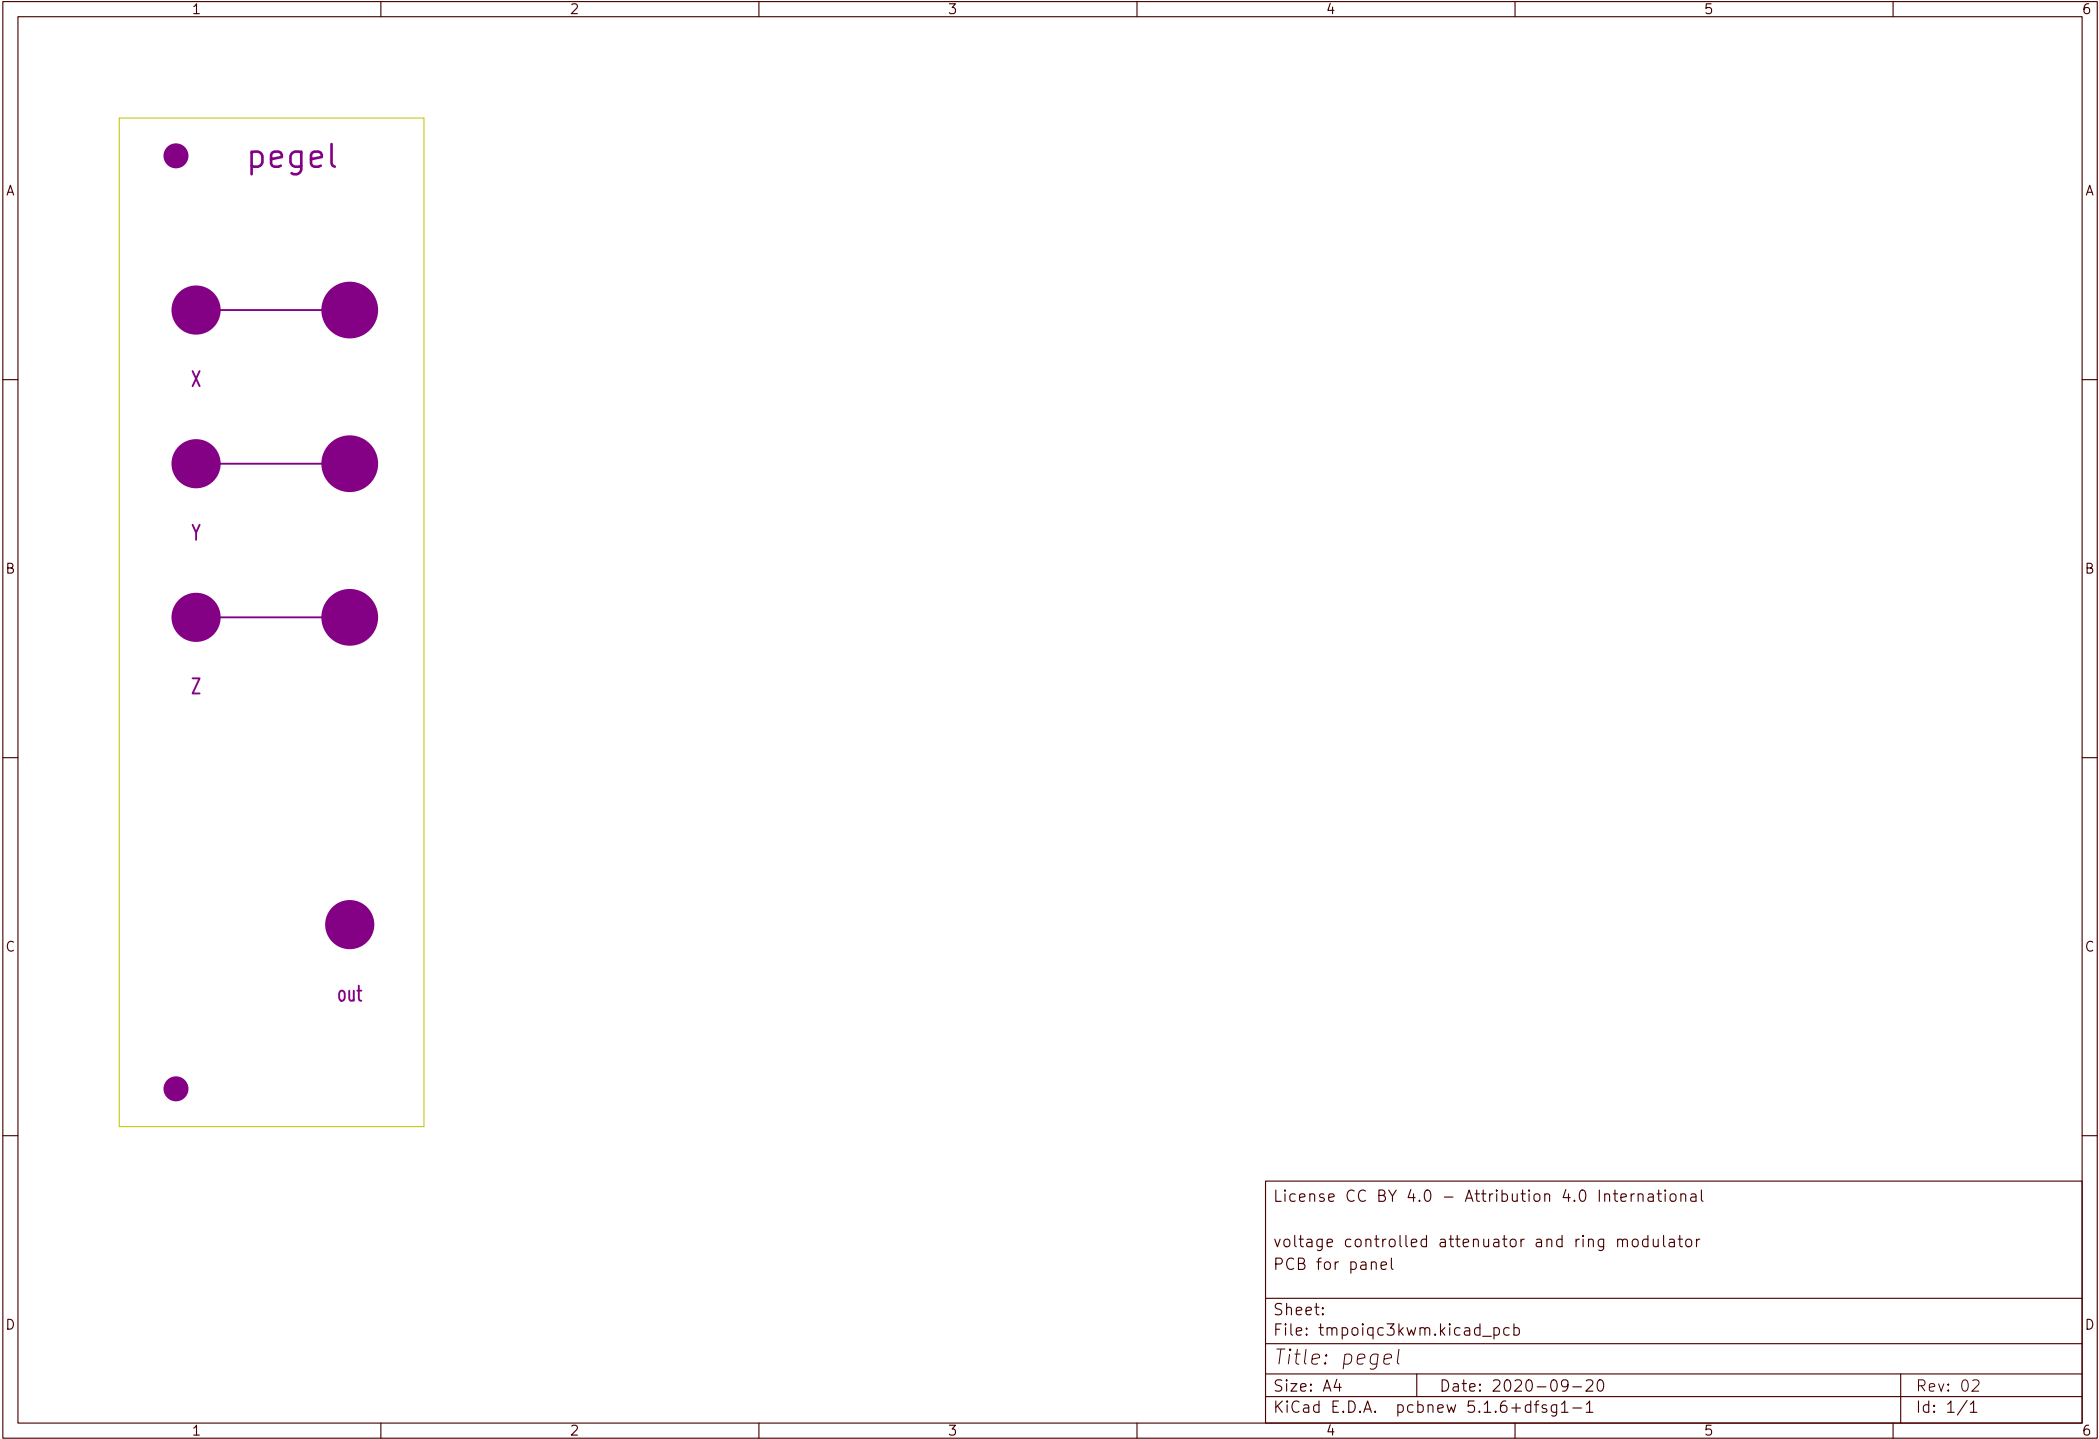 1 2 3 4 5 6
pegel
A A
X
Y
B B
Z
C C
out
License CC BY 4.0 – Attribution 4.0 International
voltage controlled attenuator and ring modulator
PCB for panel
Sheet:
D D
File: tmpoiqc3kwm.kicad_pcb
Title: pegel
Size: A4 Date: 2020-09-20 Rev: 02
KiCad E.D.A. pcbnew 5.1.6+dfsg1-1 Id: 1/1
1 2 3 4 5 6